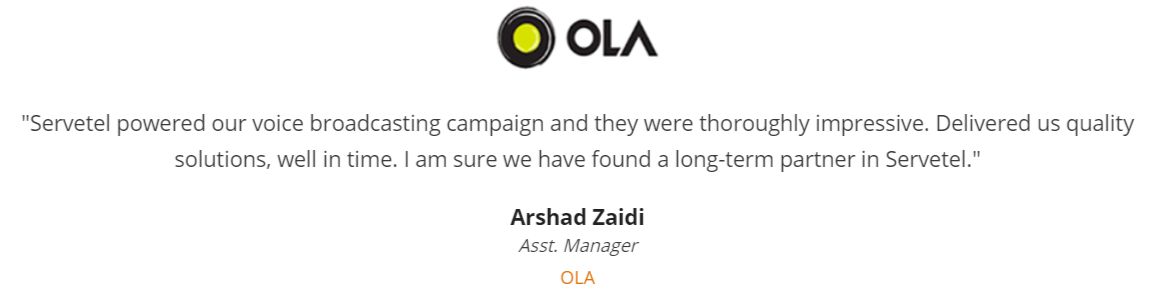 OLA
"Servetel powered our voice broadcasting campaign and they were thoroughly impressive. Delivered us quality
solutions, well in time. I am sure we have found a long-term partner in Servetel."
Arshad Zaidi
Asst. Manager
OLA